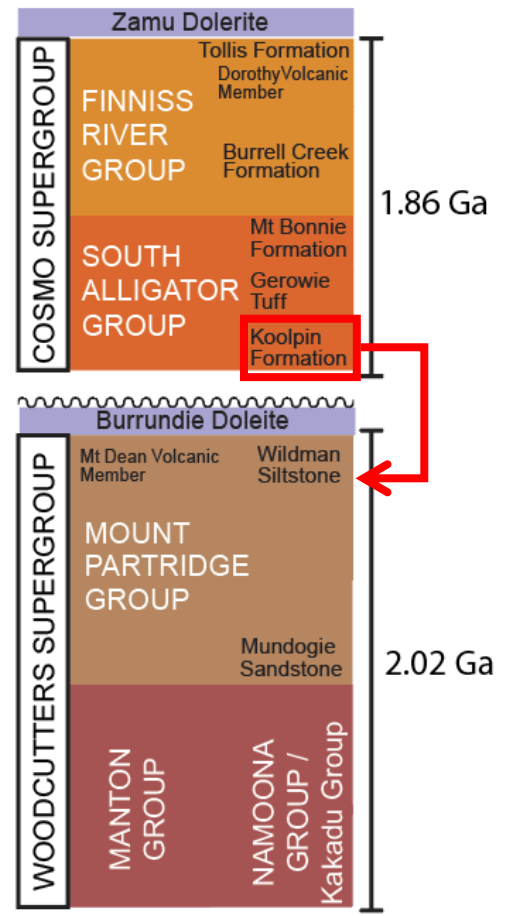 Zamu Dolerite
COSMO SUPERGROUP
FINNISS
RIVER
GROUP
Tollis Formation
DorothyVolcanic
Member
Burrell Creek
Formation
SOUTH
ALLIGATOR
GROUP
Mt Bonnie
Formation
Gerowie
Tuff
Koolpin
Formation
1.86 Ga
Burrundie Doleite
WOODCUTTERS SUPERGROUP
Mt Dean Volcanic
Member
Wildman
Siltstone
MOUNT
PARTRIDGE
GROUP
Mundogie
Sandstone
MANTON
GROUP
NAMOONA
GROUP /
Kakadu Group
2.02 Ga